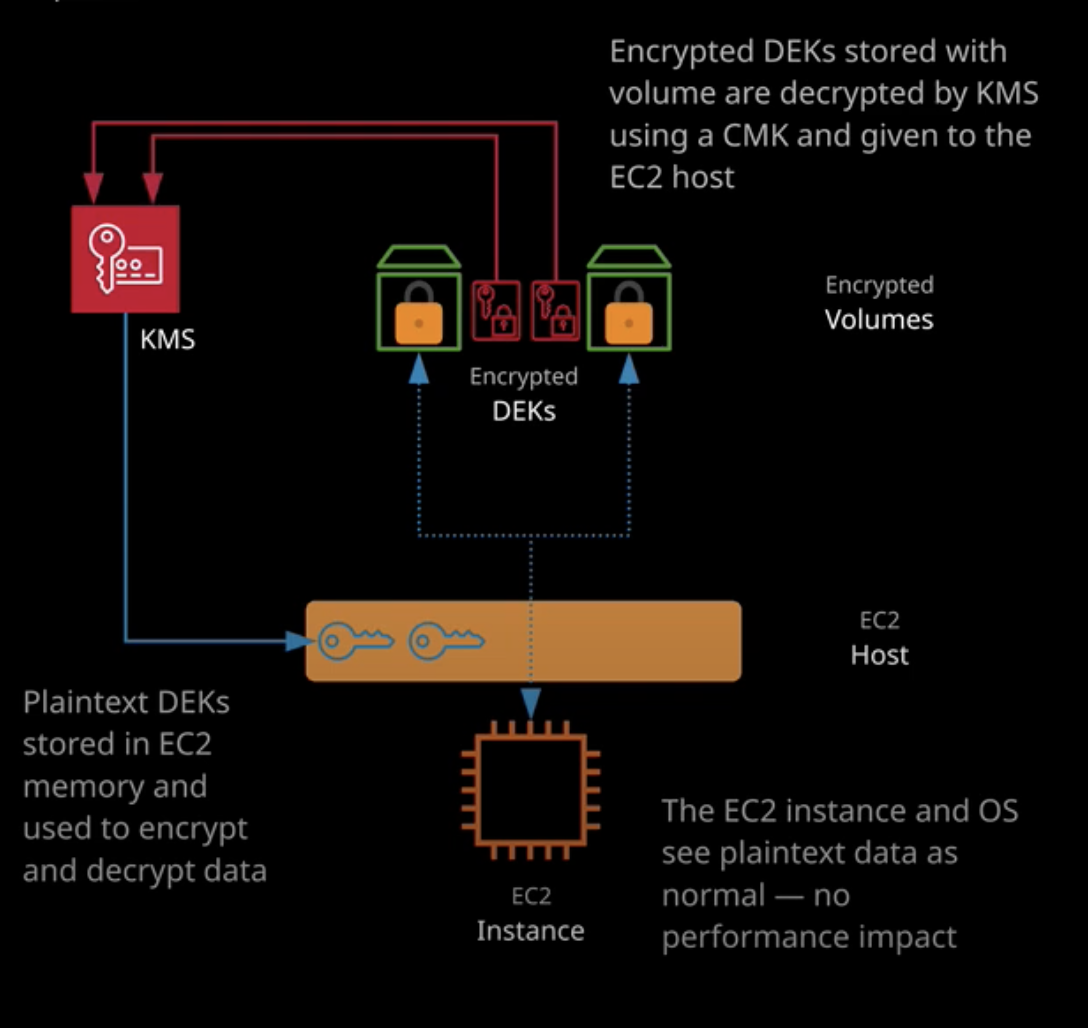 Encrypted DEKs stored with
volume are decrypted by KMS
using a CMK and given to the
EC2 host
KMS
Encrypted
DEKs
Encrypted
Volumes
EC2
Host
Plaintext DEKs
stored in EC2
memory and
used to encrypt
and decrypt data
The EC2 instance and OS
see plaintext data as
normal — no
performance impact
EC2
Instance